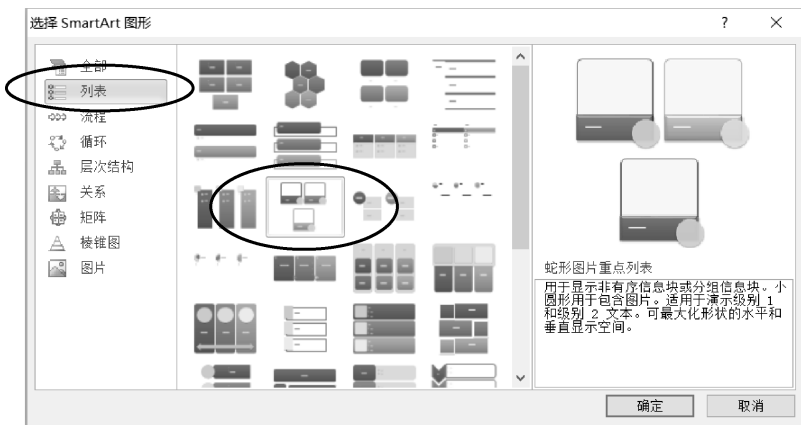 选择 SmartArt 图形
? ×
全部
列表
流程
循环
层次结构
关系
矩阵
棱锥图
图片
蛇形图片重点列表
用于显示非有序信息块或分组信息块。小
圆形用于包含图片。适用于演示级别 1
和级别 2 文本。可最大化形状的水平和
垂直显示空间。
确定
取消